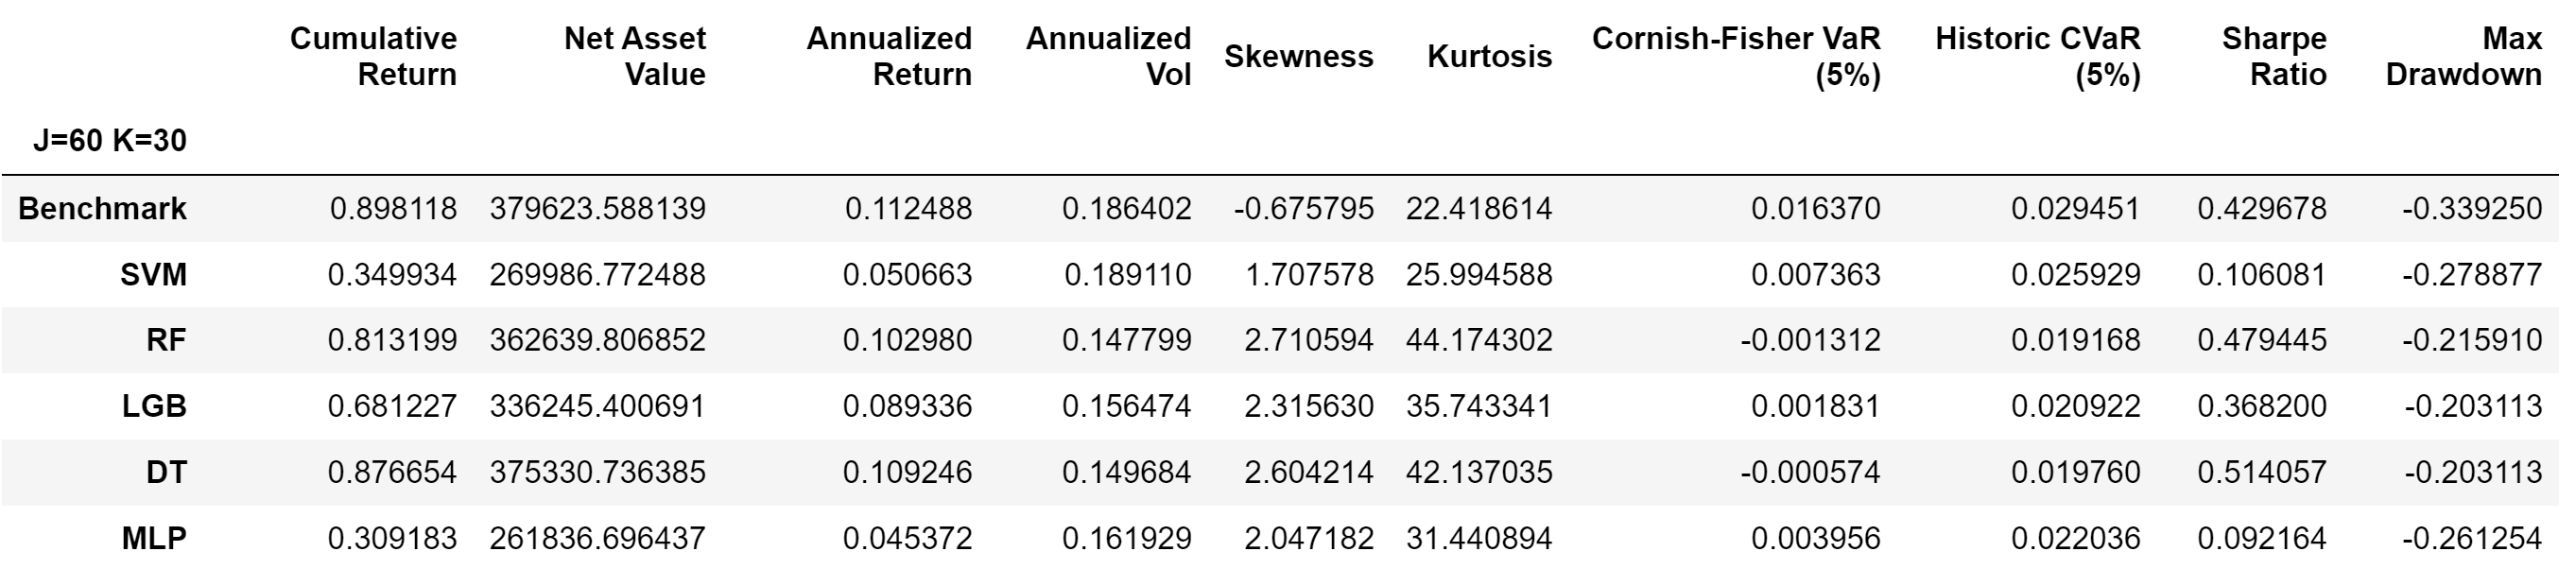 Cumulative Return Net Asset Value Annualized Return Annualized Vol Skewness Kurtosis Cornish-Fisher VaR (5%) Historic CVaR (5%) Sharpe Ratio Max Drawdown
J=60 K=30
Benchmark 0.898118 379623.588139 0.112488 0.186402 -0.675795 22.418614 0.016370 0.029451 0.429678 -0.339250
SVM 0.349934 269986.772488 0.050663 0.189110 1.707578 25.994588 0.007363 0.025929 0.106081 -0.278877
RF 0.813199 362639.806852 0.102980 0.147799 2.710594 44.174302 -0.001312 0.019168 0.479445 -0.215910
LGB 0.681227 336245.400691 0.089336 0.156474 2.315630 35.743341 0.001831 0.020922 0.368200 -0.203113
DT 0.876654 375330.736385 0.109246 0.149684 2.604214 42.137035 -0.000574 0.019760 0.514057 -0.203113
MLP 0.309183 261836.696437 0.045372 0.161929 2.047182 31.440894 0.003956 0.022036 0.092164 -0.261254